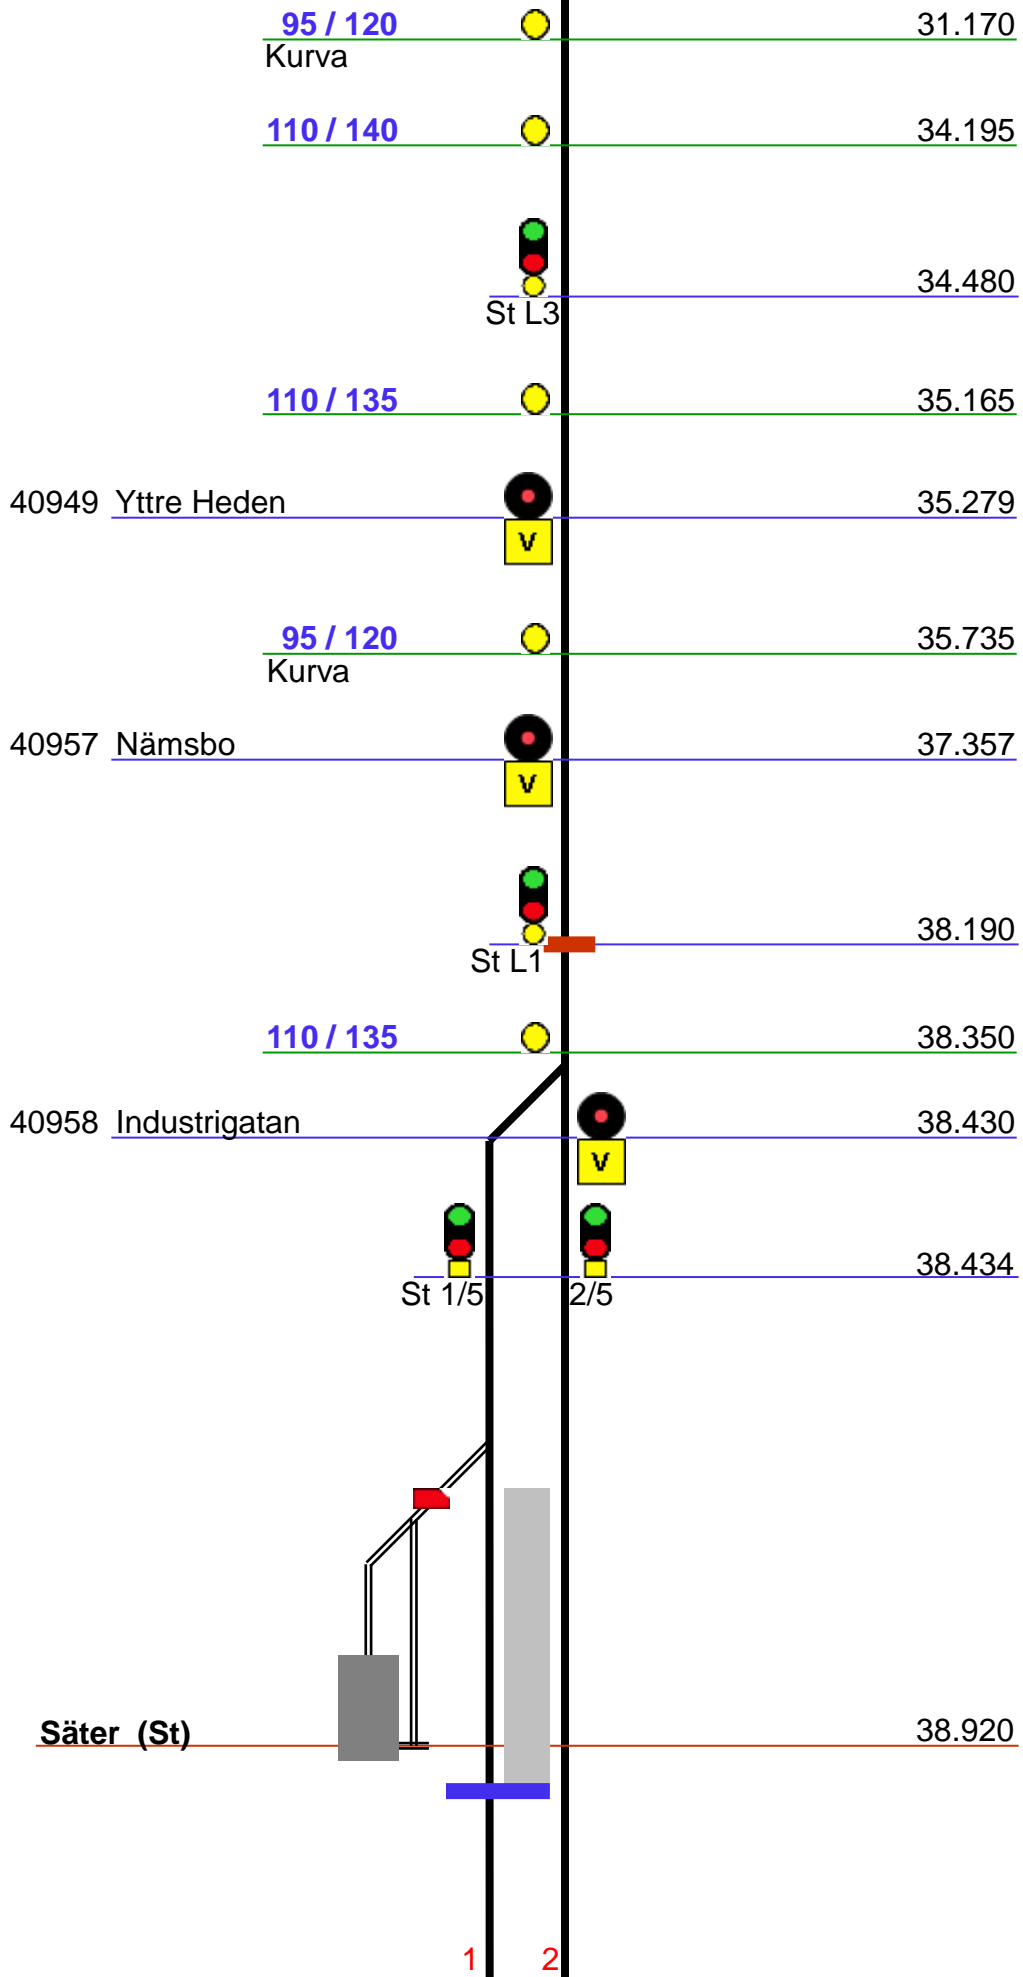 95 / 120 31.170
Kurva
110 / 140 34.195
34.480
St L3
110 / 135 35.165
40949 Yttre Heden 35.279
V
95 / 120 35.735
Kurva
40957 Nämsbo 37.357
V
38.190
St L1
110 / 135 38.350
40958 Industrigatan 38.430
V
38.434
St 1/5 2/5
Säter (St) 38.920
1 2